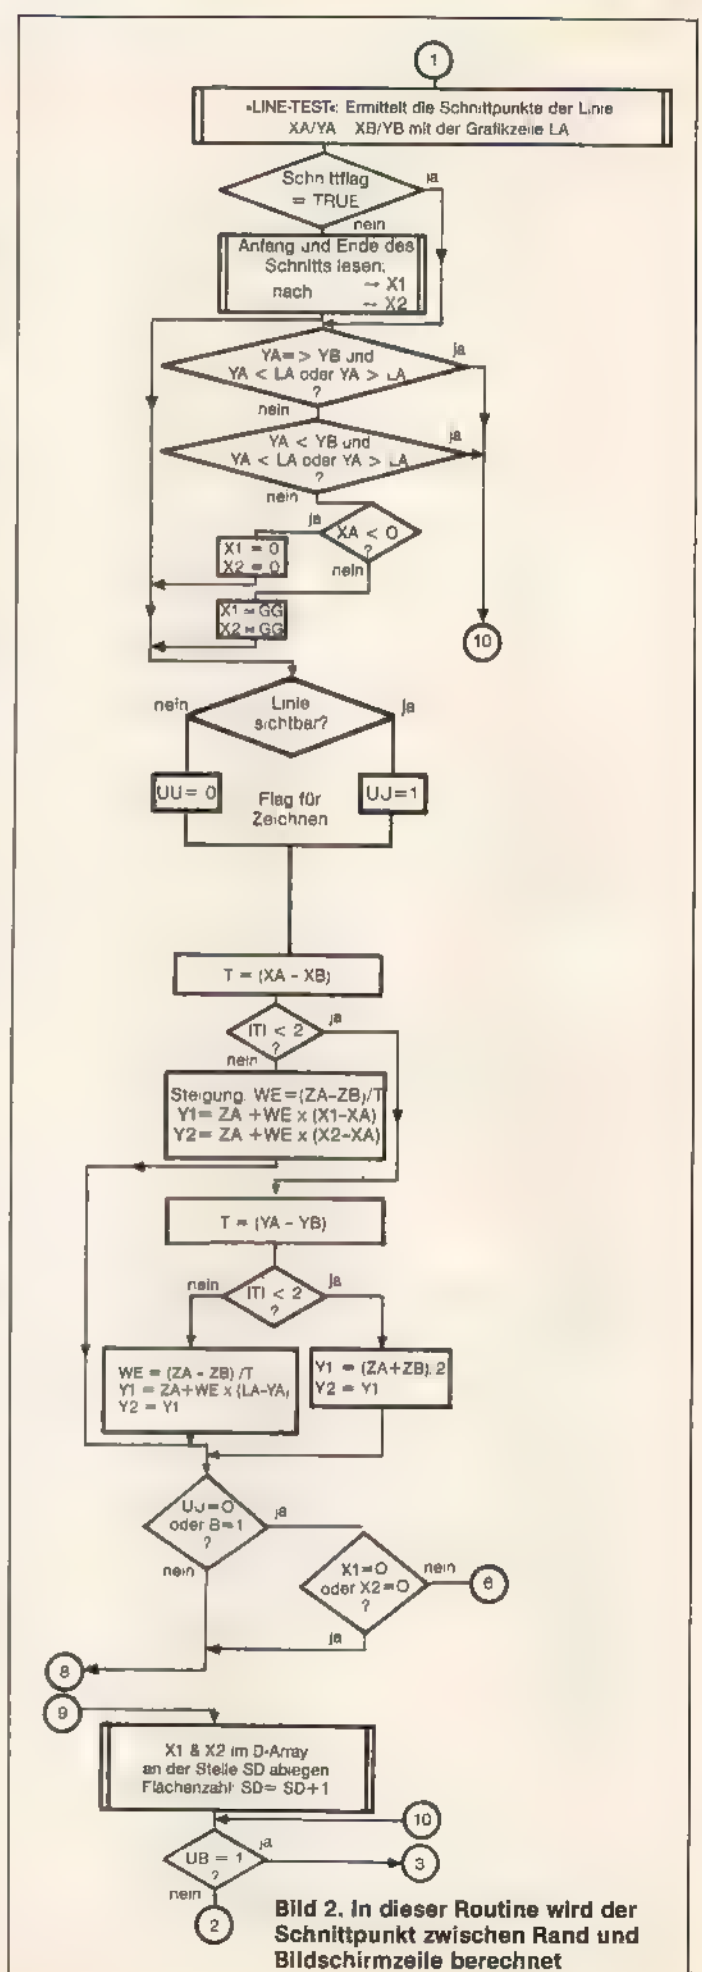 1
»LINE-TEST«: Ermittelt die Schnittpunkte der Linie
XA/YA XB/YB mit der Grafikzeile LA
Schnittflag
= TRUE
ja
nein
Anfang und Ende des
Schnitts lesen;
nach → X1
→ X2
YA=> YB und
YA < LA oder YA > LA
?
ja
nein
YA < YB und
YA < LA oder YA > LA
?
ja
nein
XA < 0
?
ja
nein
X1 = 0
X2 = 0
X1 = GG
X2 = GG
10
Linie
sichtbar?
nein
ja
UU = 0
Flag für
Zeichnen
UU=1
T = (XA - XB)
ITI < 2
?
ja
nein
Steigung: WE=(ZA-ZB)/T
Y1= ZA +WE x (X1-XA)
Y2= ZA +WE x (X2-XA)
T = (YA - YB)
nein
ITI < 2
?
ja
WE = (ZA - ZB) /T
Y1 = ZA+WE x (LA-YA)
Y2 = Y1
Y1 = (ZA+ZB)/2
Y2 = Y1
UU=0
oder B=1
?
ja
nein
X1=0
oder X2=0
?
nein
6
ja
8
9
X1 & X2 im D-Array
an der Stelle SD ablegen
Flächenzahl: SD= SD+1
10
UB = 1
?
ja
3
nein
2
Bild 2. In dieser Routine wird der
Schnittpunkt zwischen Rand und
Bildschirmzeile berechnet